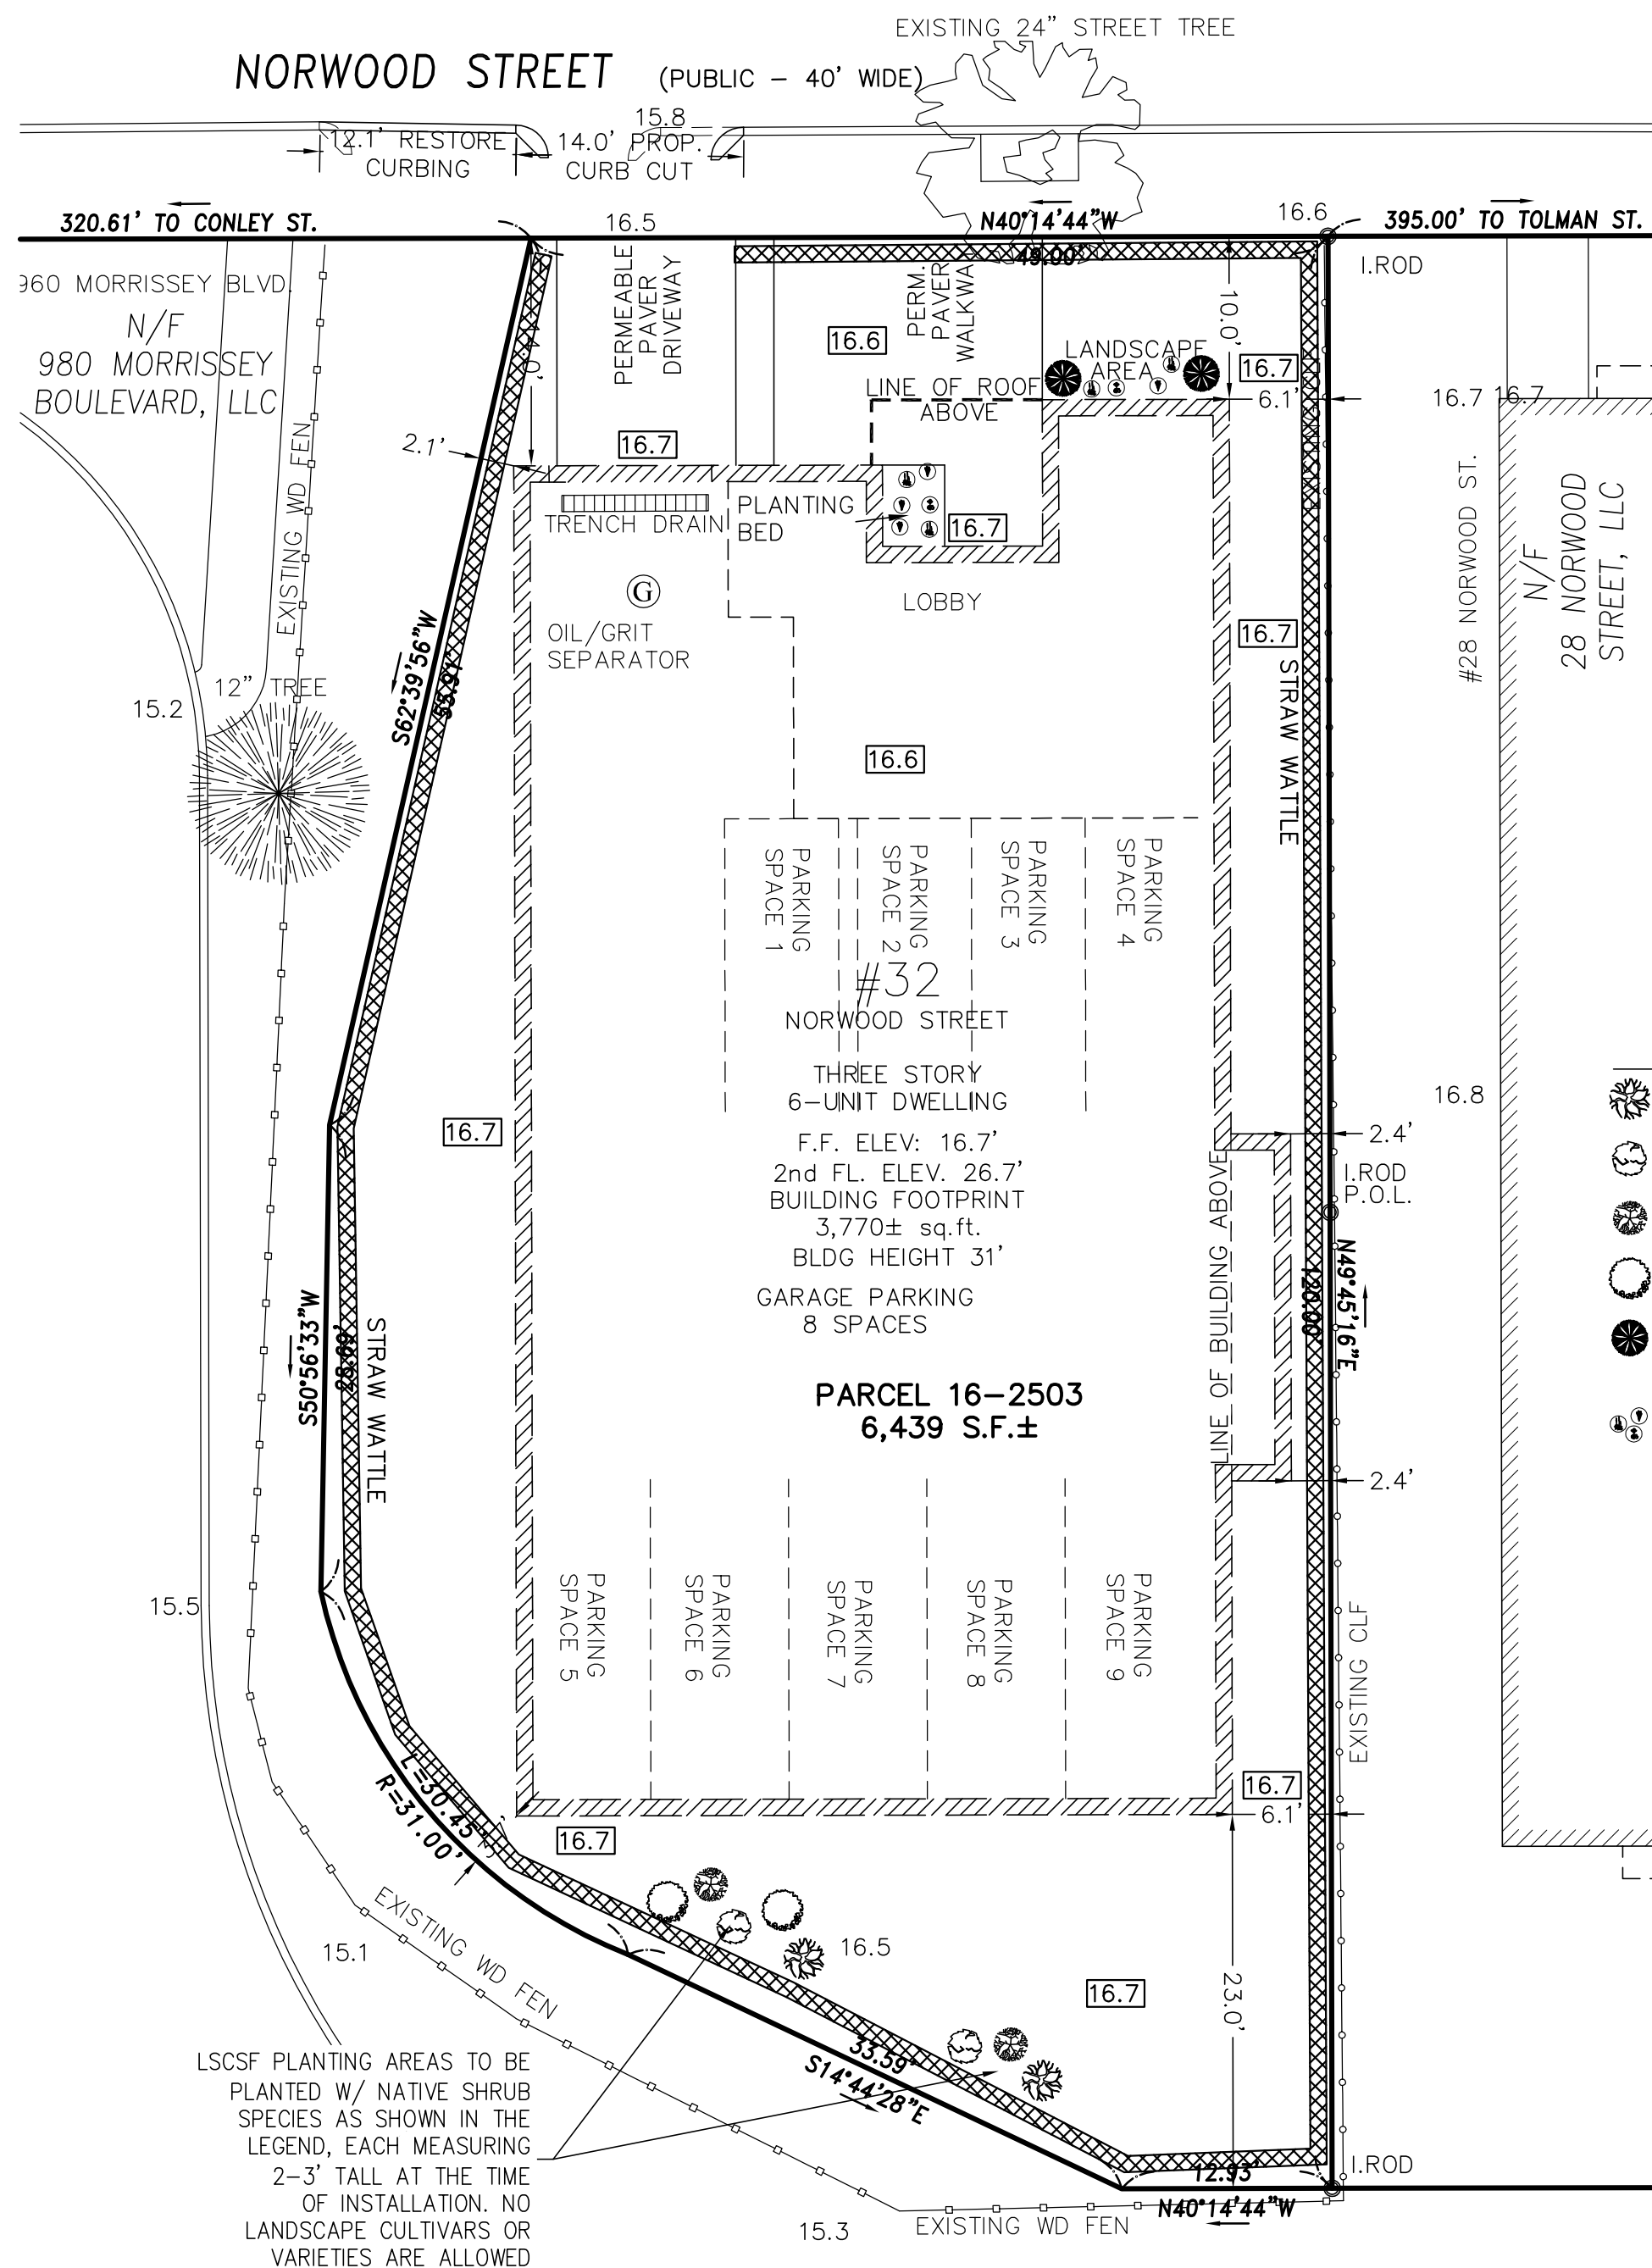 EXISTING 24" STREET TREE
NORWOOD STREET (PUBLIC - 40' WIDE)
15.8
12.1' RESTORE
CURBING
14.0' PROP.
CURB CUT
320.61' TO CONLEY ST.
16.5
N40°14'44"W
49.00'
16.6
395.00' TO TOLMAN ST.
I.ROD
960 MORRISSEY BLVD.
N/F
980 MORRISSEY
BOULEVARD, LLC
EXISTING WD FEN
14.0'
2.1'
PERMEABLE
PAVER
DRIVEWAY
16.7
16.6
PERM.
PAVER
WALKWAY
LINE OF ROOF
ABOVE
LANDSCAPE
AREA
10.0'
16.7
6.1'
16.7
16.7
#28 NORWOOD ST.
N/F
28 NORWOOD
STREET, LLC
TRENCH DRAIN
PLANTING
BED
16.7
G
OIL/GRIT
SEPARATOR
LOBBY
16.7
STRAW WATTLE
S62°39'56"W
55.91'
12" TREE
15.2
16.6
PARKING
SPACE 1
PARKING
SPACE 2
PARKING
SPACE 3
PARKING
SPACE 4
#32
NORWOOD STREET
THREE STORY
6-UNIT DWELLING
F.F. ELEV: 16.7'
2nd FL. ELEV. 26.7'
BUILDING FOOTPRINT
3,770± sq.ft.
BLDG HEIGHT 31'
GARAGE PARKING
8 SPACES
PARCEL 16-2503
6,439 S.F.±
16.7
16.8
2.4'
I.ROD
P.O.L.
LINE OF BUILDING ABOVE
N49°45'16"E
120.00'
2.4'
S50°56'33"W
28.69'
STRAW WATTLE
15.5
PARKING
SPACE 5
PARKING
SPACE 6
PARKING
SPACE 7
PARKING
SPACE 8
PARKING
SPACE 9
EXISTING CLF
16.7
6.1'
L=30.45'
R=31.00'
16.7
16.5
EXISTING WD FEN
15.1
16.7
23.0'
33.59'
S14°44'28"E
LSCSF PLANTING AREAS TO BE
PLANTED W/ NATIVE SHRUB
SPECIES AS SHOWN IN THE
LEGEND, EACH MEASURING
2-3' TALL AT THE TIME
OF INSTALLATION. NO
LANDSCAPE CULTIVARS OR
VARIETIES ARE ALLOWED
12.93'
N40°14'44"W
I.ROD
15.3
EXISTING WD FEN